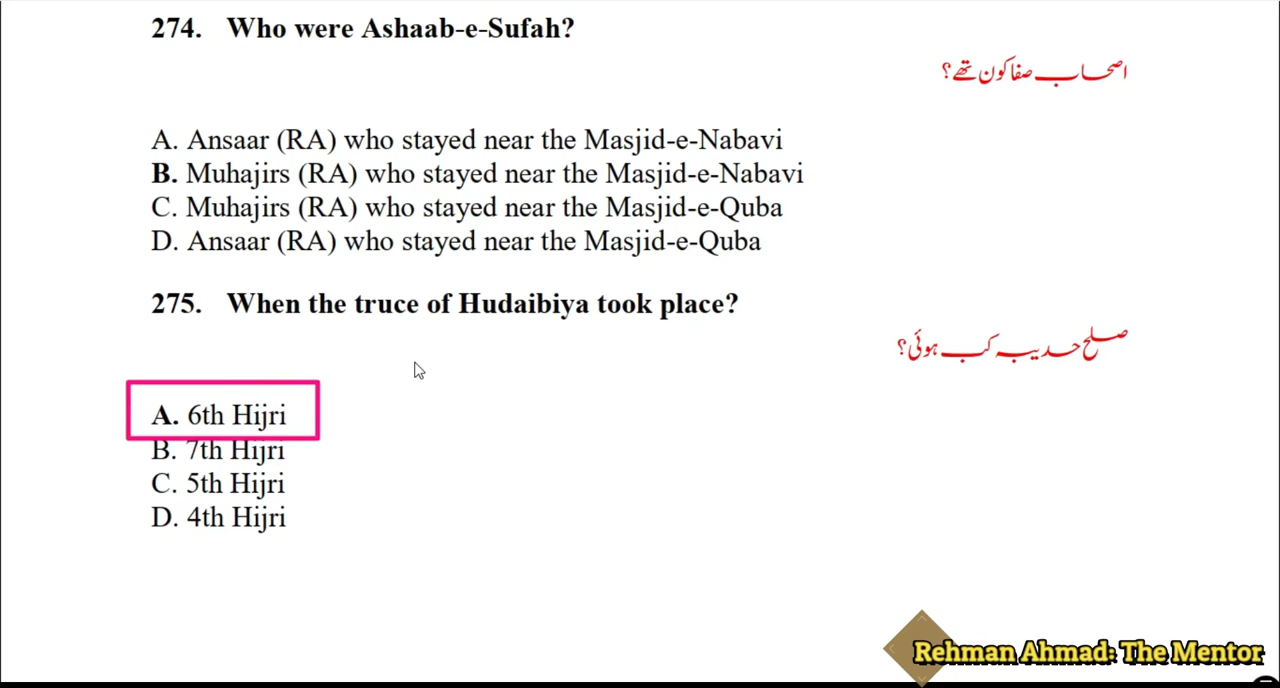 274. Who were Ashaab-e-Sufah?
اصحاب صفا کون تھے؟
A. Ansaar (RA) who stayed near the Masjid-e-Nabavi
B. Muhajirs (RA) who stayed near the Masjid-e-Nabavi
C. Muhajirs (RA) who stayed near the Masjid-e-Quba
D. Ansaar (RA) who stayed near the Masjid-e-Quba
275. When the truce of Hudaibiya took place?
صلح حدیبہ کب ہوئی؟
A. 6th Hijri
B. 7th Hijri
C. 5th Hijri
D. 4th Hijri
Rehman Ahmad: The Mentor